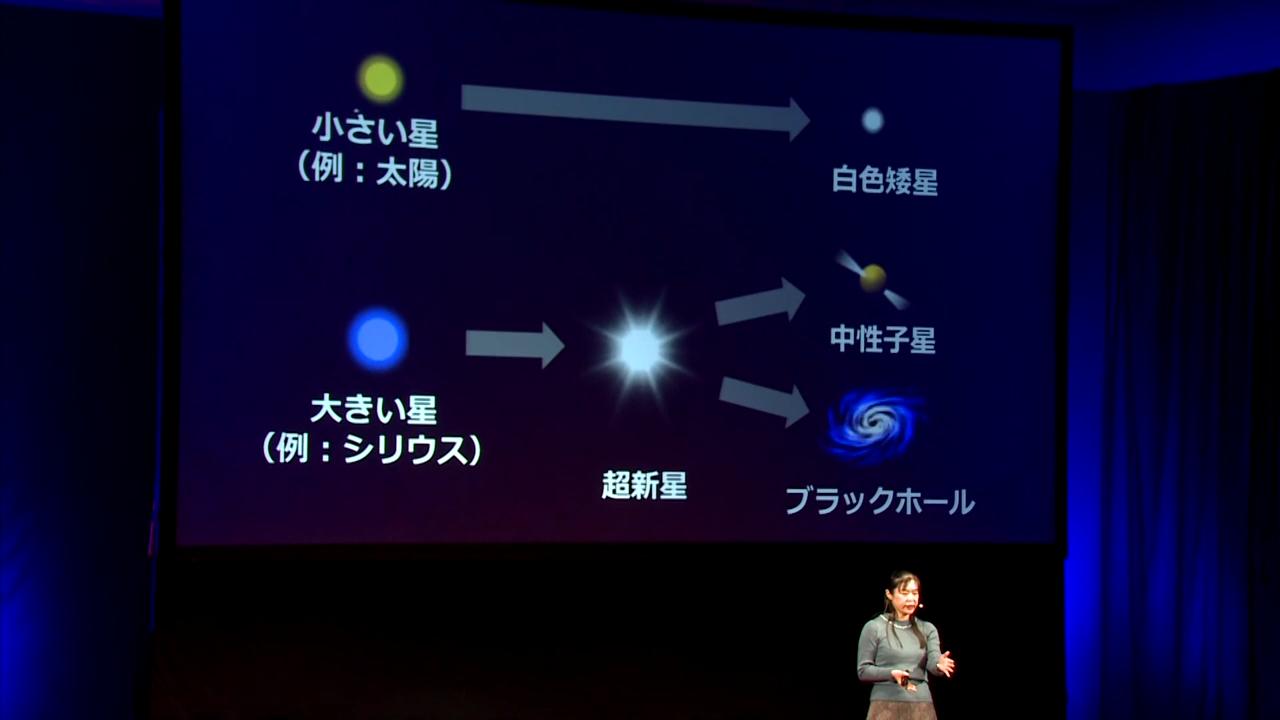 小さい星
(例：太陽)
白色矮星
中性子星
大きい星
(例：シリウス)
超新星
ブラックホール